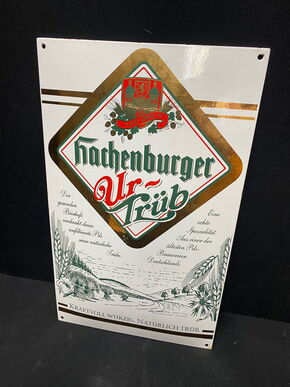 Hachenburger
Ur-
Trüb
Der
gesunden
Bierhefe
verdankt dieses
unfiltrierte Pils
seine natürliche
Trübe.
Eine
echte
Spezialität.
Aus einer der
ältesten Pils-
Brauereien
Deutschlands.
KRAFTVOLL WÜRZIG. NATÜRLICH TRÜB.